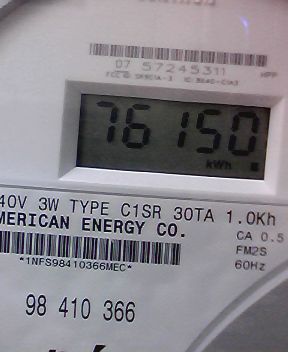 07 57245311
76150
kWh
40V 3W TYPE C1SR 30TA 1.0Kh
MERICAN ENERGY CO.
CA 0.5
FM2S
60Hz
*1NFS98410366MEC*
98 410 366